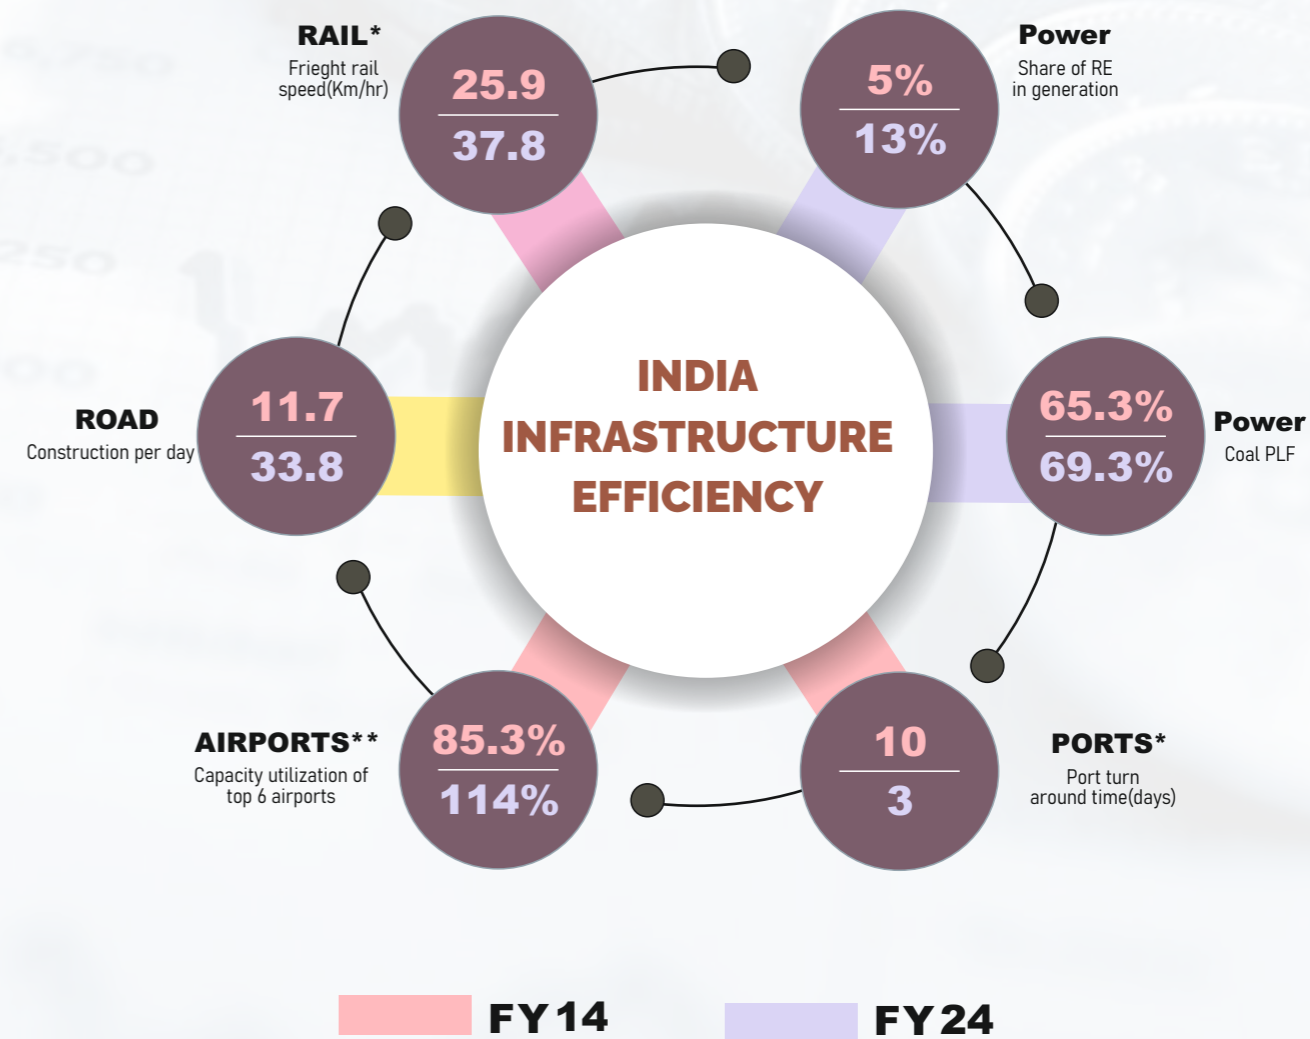 RAIL*
Frieght rail
speed(Km/hr)
25.9
37.8
Power
Share of RE
in generation
5%
13%
INDIA
INFRASTRUCTURE
EFFICIENCY
ROAD
Construction per day
11.7
33.8
Power
Coal PLF
65.3%
69.3%
AIRPORTS**
Capacity utilization of
top 6 airports
85.3%
114%
PORTS*
Port turn
around time(days)
10
3
FY14
FY24